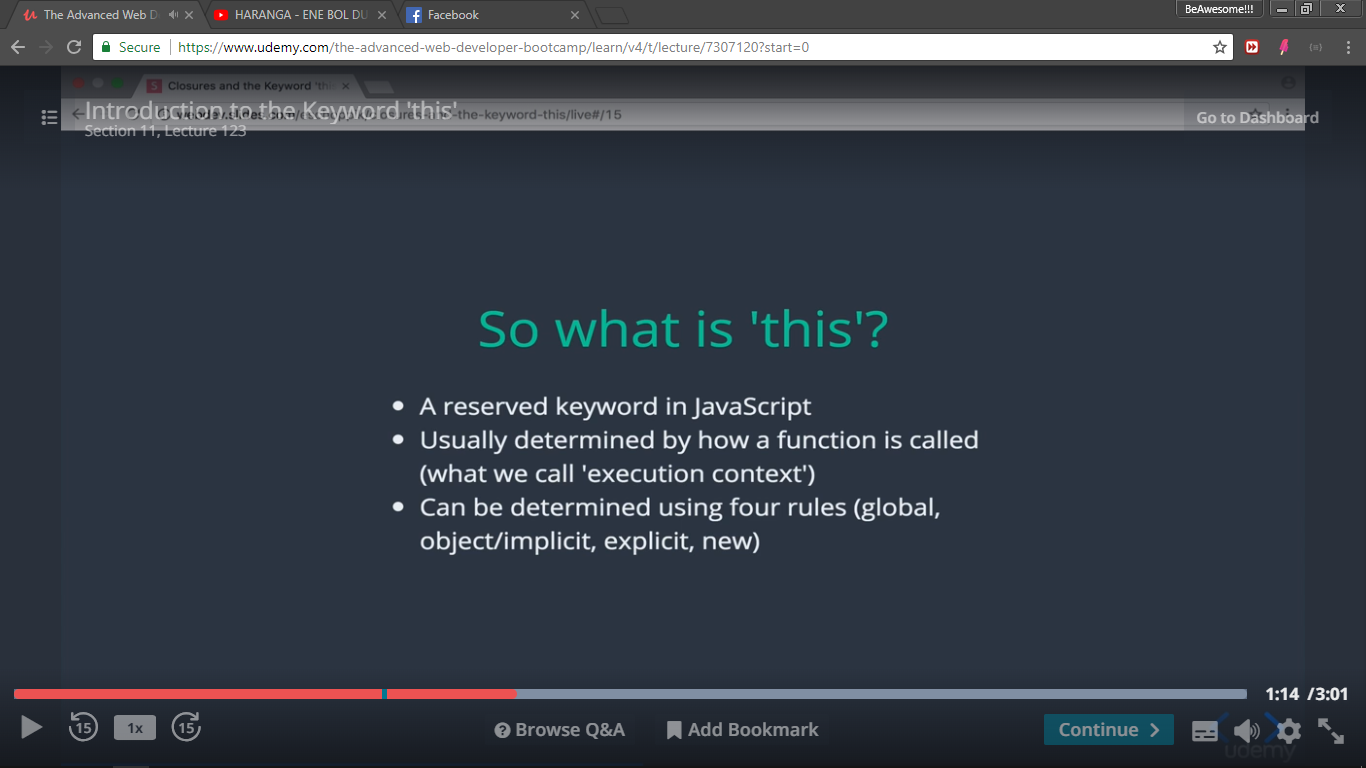 The Advanced Web D
HARANGA - ENE BOL DU
Facebook
BeAwesome!!!
Secure
https://www.udemy.com/the-advanced-web-developer-bootcamp/learn/v4/t/lecture/7307120?start=0
5 Closures and the Keyword 'this'
Introduction to the Keyword 'this'
-the-keyword-this/live#/15
Section 11, Lecture 123
Go to Dashboard
So what is 'this'?
A reserved keyword in JavaScript
Usually determined by how a function is called
(what we call 'execution context')
Can be determined using four rules (global,
object/implicit, explicit, new)
1:14 /3:01
15
1x
15
Browse Q&A
Add Bookmark
Continue
udemy